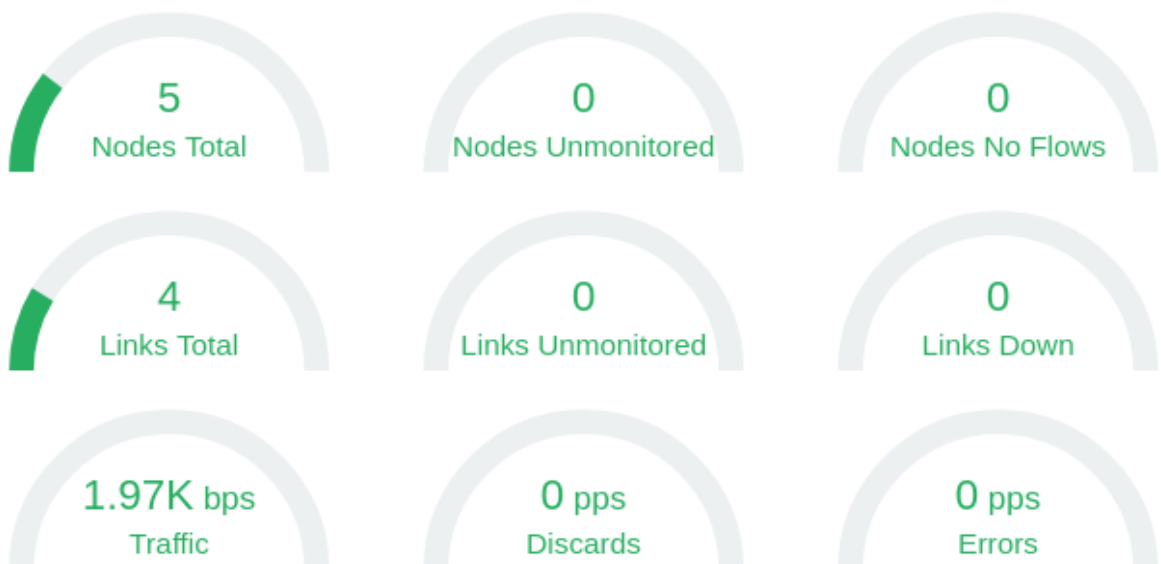 5
Nodes Total
0
Nodes Unmonitored
0
Nodes No Flows
4
Links Total
0
Links Unmonitored
0
Links Down
1.97K bps
Traffic
0 pps
Discards
0 pps
Errors